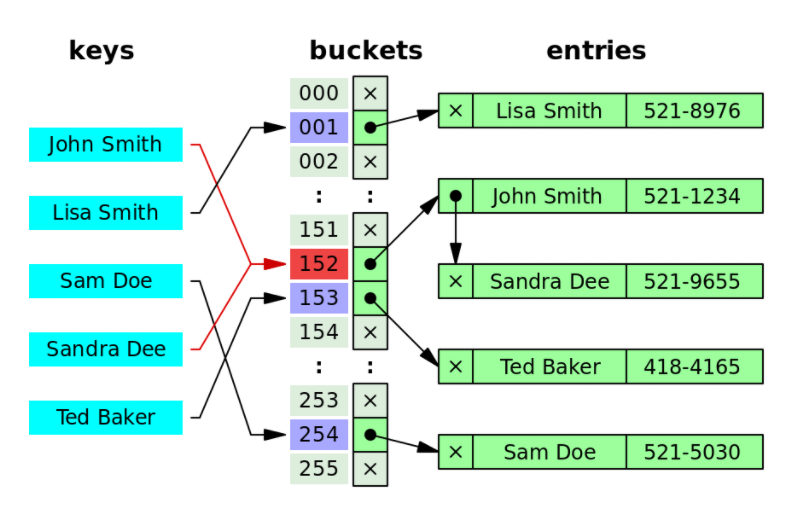 keys
buckets
entries
John Smith
Lisa Smith
Sam Doe
Sandra Dee
Ted Baker
000 ×
001
002 ×
: :
151 ×
152
153
154 ×
: :
253 ×
254
255 ×
× Lisa Smith 521-8976
John Smith 521-1234
× Sandra Dee 521-9655
× Ted Baker 418-4165
× Sam Doe 521-5030